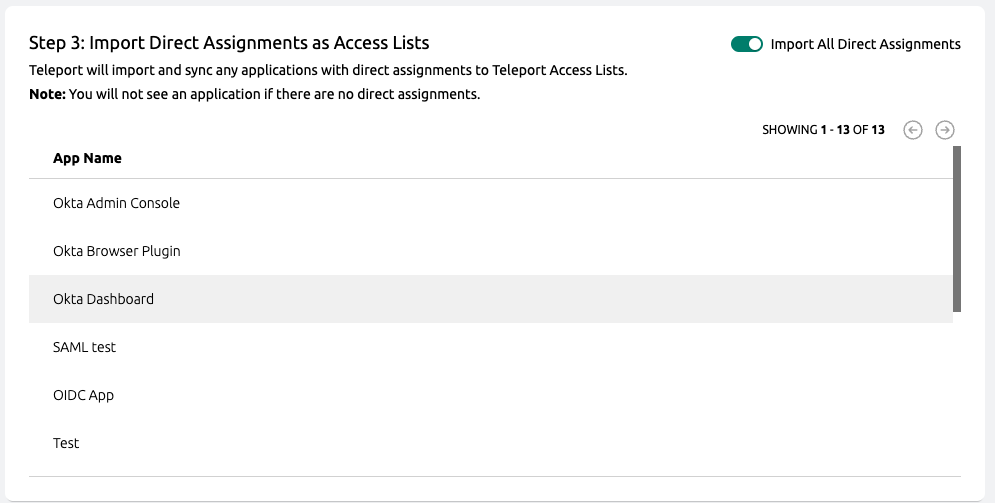 Step 3: Import Direct Assignments as Access Lists
Import All Direct Assignments
Teleport will import and sync any applications with direct assignments to Teleport Access Lists.
Note: You will not see an application if there are no direct assignments.
SHOWING 1 - 13 OF 13
App Name
Okta Admin Console
Okta Browser Plugin
Okta Dashboard
SAML test
OIDC App
Test